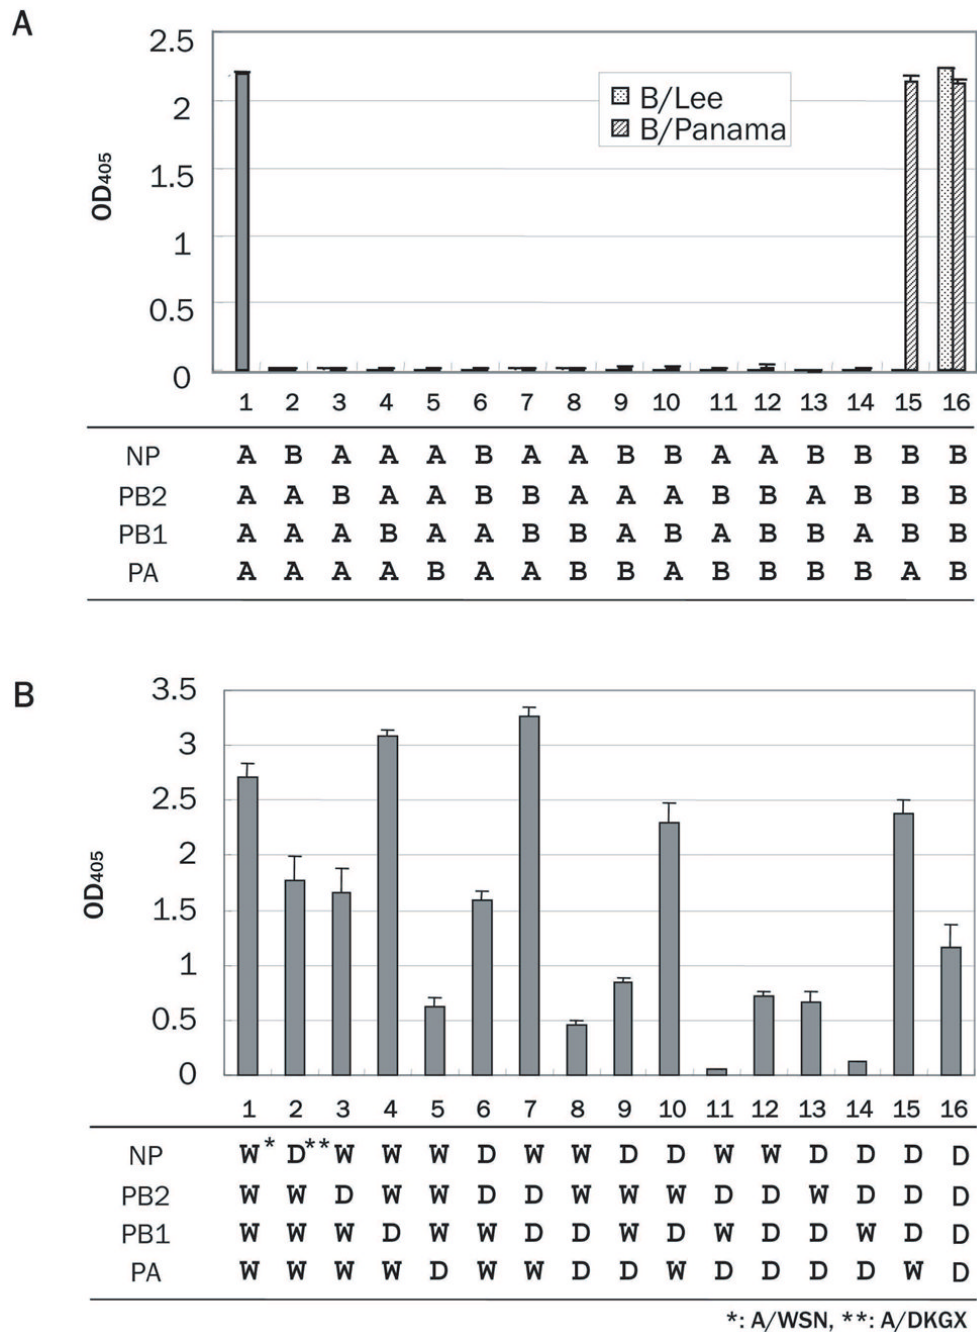 A
2.5
2
1.5
1
0.5
0
OD405
B/Lee
B/Panama
1 2 3 4 5 6 7 8 9 10 11 12 13 14 15 16
NP A B A A A B A A B B A A B B B B
PB2 A A B A A B B A A A B B A B B B
PB1 A A A B A A B B A B A B B A B B
PA A A A A B A A B B A B B B B A B
B
3.5
3
2.5
2
1.5
1
0.5
0
OD405
1 2 3 4 5 6 7 8 9 10 11 12 13 14 15 16
NP W* D** W W W D W W D D W W D D D D
PB2 W W D W W D D W W W D D W D D D
PB1 W W W D W W D D W D W D D W D D
PA W W W W D W W D D W D D D D W D
*: A/WSN, **: A/DKGX